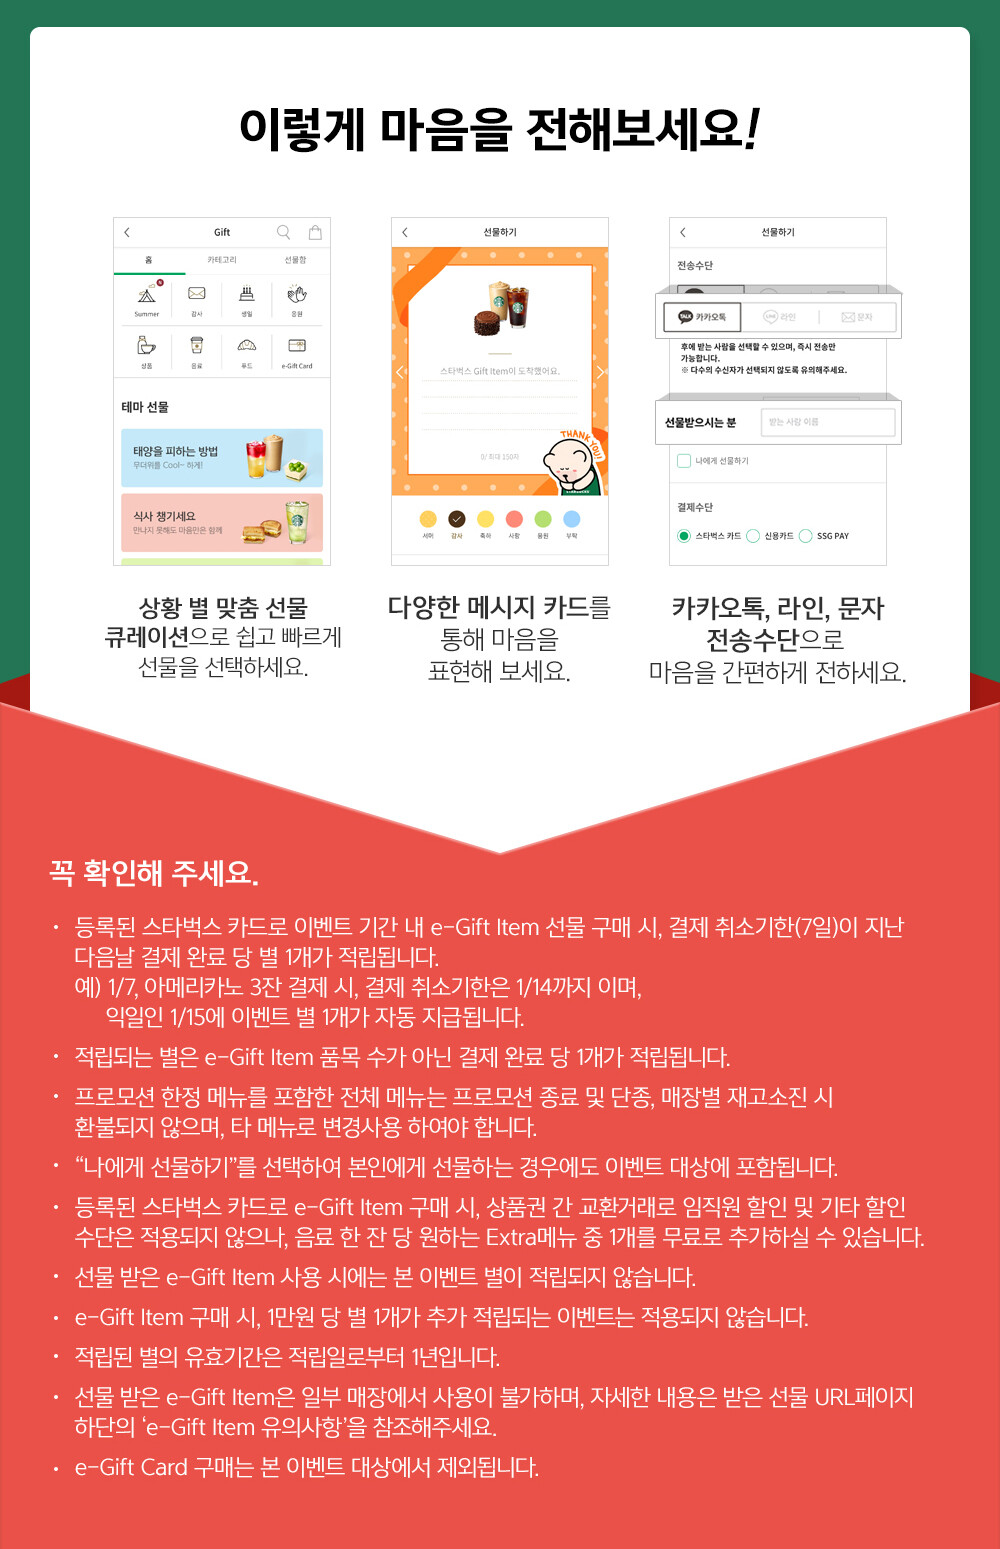 이렇게 마음을 전해보세요!
Gift
홈 카테고리 선물함
Summer 감사 생일 응원
상품 음료 푸드 e-Gift Card
테마 선물
태양을 피하는 방법
무더위를 Cool~ 하게!
식사 챙기세요
만나지 못해도 마음만은 함께
선물하기
스타벅스 Gift Item이 도착했어요.
THANK YOU!
0/ 최대 150자
감사 축하 사랑 응원 부탁
선물하기
전송수단
TALK 카카오톡 LINE 라인 문자
후에 받는 사람을 선택할 수 있으며, 즉시 전송만
가능합니다.
※ 다수의 수신자가 선택되지 않도록 유의해주세요.
선물받으시는 분 받는 사람 이름
나에게 선물하기
결제수단
스타벅스 카드 신용카드 SSG PAY
상황 별 맞춤 선물
큐레이션으로 쉽고 빠르게
선물을 선택하세요.
다양한 메시지 카드를
통해 마음을
표현해 보세요.
카카오톡, 라인, 문자
전송수단으로
마음을 간편하게 전하세요.
꼭 확인해 주세요.
• 등록된 스타벅스 카드로 이벤트 기간 내 e-Gift Item 선물 구매 시, 결제 취소기한(7일)이 지난
다음날 결제 완료 당 별 1개가 적립됩니다.
예) 1/7, 아메리카노 3잔 결제 시, 결제 취소기한은 1/14까지 이며,
익일인 1/15에 이벤트 별 1개가 자동 지급됩니다.
• 적립되는 별은 e-Gift Item 품목 수가 아닌 결제 완료 당 1개가 적립됩니다.
• 프로모션 한정 메뉴를 포함한 전체 메뉴는 프로모션 종료 및 단종, 매장별 재고소진 시
환불되지 않으며, 타 메뉴로 변경사용 하여야 합니다.
• “나에게 선물하기”를 선택하여 본인에게 선물하는 경우에도 이벤트 대상에 포함됩니다.
• 등록된 스타벅스 카드로 e-Gift Item 구매 시, 상품권 간 교환거래로 임직원 할인 및 기타 할인
수단은 적용되지 않으나, 음료 한 잔 당 원하는 Extra메뉴 중 1개를 무료로 추가하실 수 있습니다.
• 선물 받은 e-Gift Item 사용 시에는 본 이벤트 별이 적립되지 않습니다.
• e-Gift Item 구매 시, 1만원 당 별 1개가 추가 적립되는 이벤트는 적용되지 않습니다.
• 적립된 별의 유효기간은 적립일로부터 1년입니다.
• 선물 받은 e-Gift Item은 일부 매장에서 사용이 불가하며, 자세한 내용은 받은 선물 URL페이지
하단의 ‘e-Gift Item 유의사항’을 참조해주세요.
• e-Gift Card 구매는 본 이벤트 대상에서 제외됩니다.